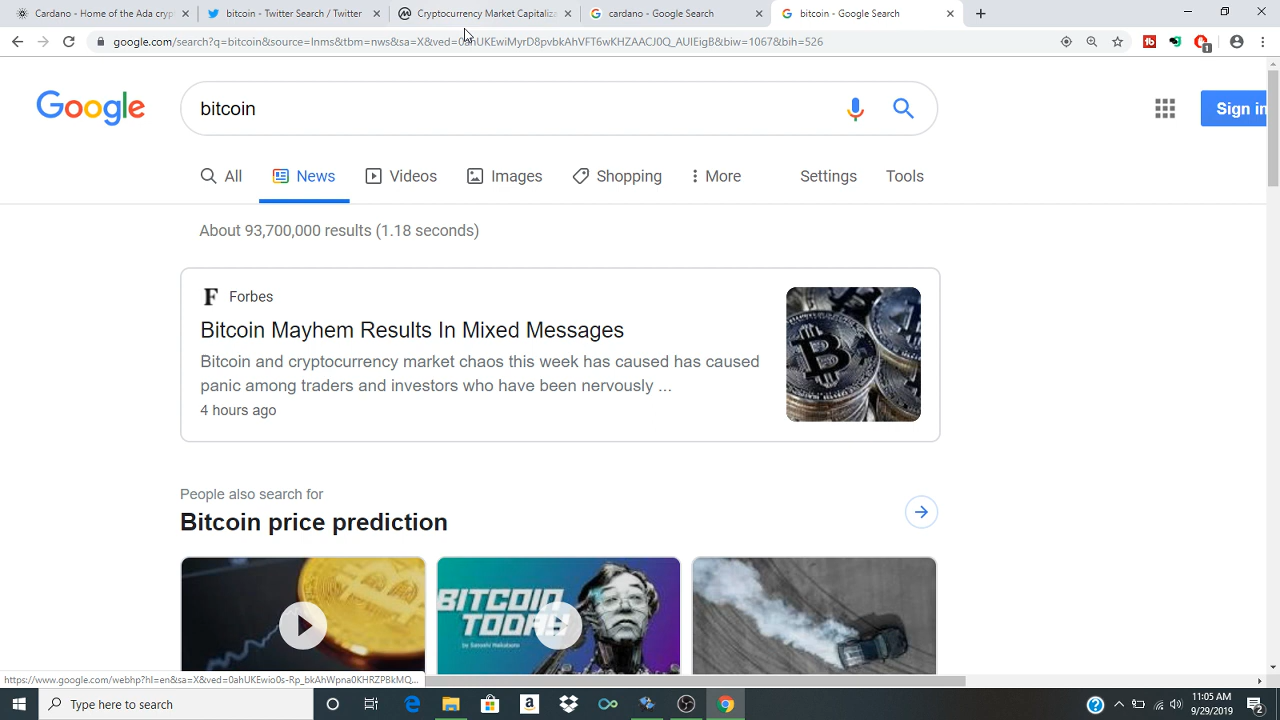 Cardano - Home of the Ada crypt
bitcoin - Twitter Search / Twitter
Cryptocurrency Market Capitaliz
cardano - Google Search
bitcoin - Google Search
google.com/search?q=bitcoin&source=lnms&tbm=nws&sa=X&ved=0ahUKEwiMyrD8pvbkAhVFT6wKHZAACJ0Q_AUIEigB&biw=1067&bih=526
Google
bitcoin
Sign in
All
News
Videos
Images
Shopping
More
Settings
Tools
About 93,700,000 results (1.18 seconds)
F Forbes
Bitcoin Mayhem Results In Mixed Messages
Bitcoin and cryptocurrency market chaos this week has caused has caused
panic among traders and investors who have been nervously ...
4 hours ago
People also search for
Bitcoin price prediction
BITCOIN
TODAY
by Satoshi Nakaboto
https://www.google.com/webhp?hl=en&sa=X&ved=0ahUKEwio0s-Rp_bkAhWpna0KHRZPBkMQ...
Type here to search
11:05 AM
9/29/2019